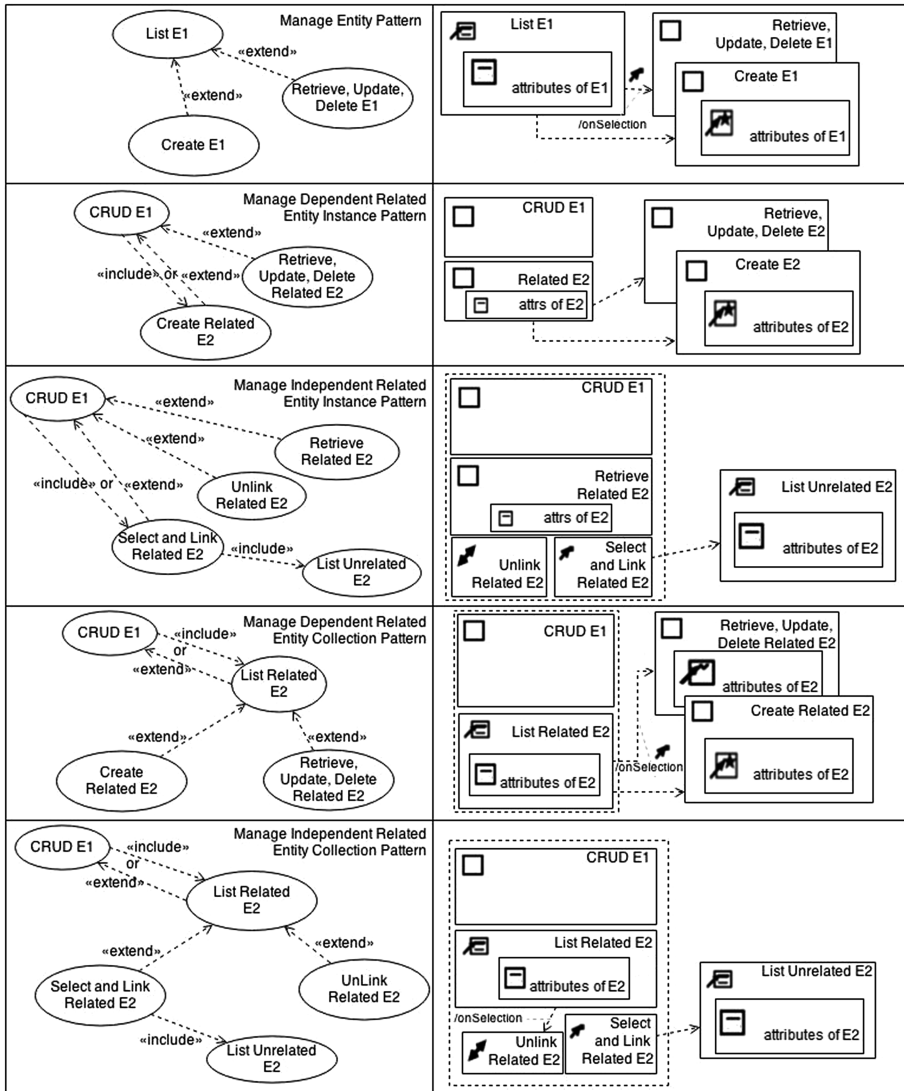 Manage Entity Pattern
List E1
«extend»
Retrieve, Update,
Delete E1
«extend»
Create E1
List E1
attributes of E1
/onSelection
Retrieve,
Update, Delete E1
Create E1
attributes of E1
Manage Dependent Related
Entity Instance Pattern
CRUD E1
«extend»
«include» or «extend»
Retrieve,
Update, Delete
Related E2
Create Related
E2
CRUD E1
Related E2
attrs of E2
Retrieve,
Update, Delete E2
Create E2
attributes of E2
Manage Independent Related
Entity Instance Pattern
CRUD E1
«extend»
«extend»
Retrieve
Related E2
«include» or «extend»
Unlink
Related E2
Select and Link
Related E2
«include»
List Unrelated
E2
CRUD E1
Retrieve
Related E2
attrs of E2
Unlink
Related E2
Select
and Link
Related E2
List Unrelated E2
attributes of E2
Manage Dependent Related
Entity Collection Pattern
CRUD E1
«include»
or
«extend»
List Related
E2
«extend»
«extend»
Create
Related E2
Retrieve,
Update, Delete
Related E2
CRUD E1
List Related E2
attributes of E2
/onSelection
Retrieve, Update,
Delete Related E2
attributes of E2
Create Related E2
attributes of E2
Manage Independent Related
Entity Collection Pattern
CRUD E1
«include»
or
«extend»
List Related
E2
«extend»
«extend»
Select and Link
Related E2
UnLink
Related E2
«include»
List Unrelated
E2
CRUD E1
List Related E2
attributes of E2
/onSelection
Unlink
Related E2
Select
and Link
Related E2
List Unrelated E2
attributes of E2